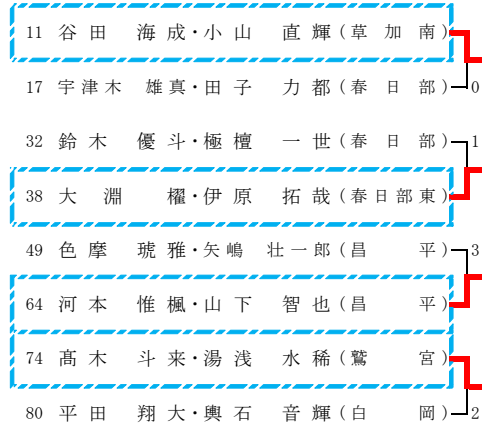 11 谷田 海成・小山 直輝(草加南)
17 宇津木 雄真・田子 力都(春日部) 0
32 鈴木 優斗・極檀 一世(春日部) 1
38 大淵 櫂・伊原 拓哉(春日部東)
49 色摩 琥雅・矢嶋 壮一郎(昌平) 3
64 河本 惟楓・山下 智也(昌平)
74 髙木 斗来・湯浅 水稀(鷲宮)
80 平田 翔大・輿石 音輝(白岡) 2